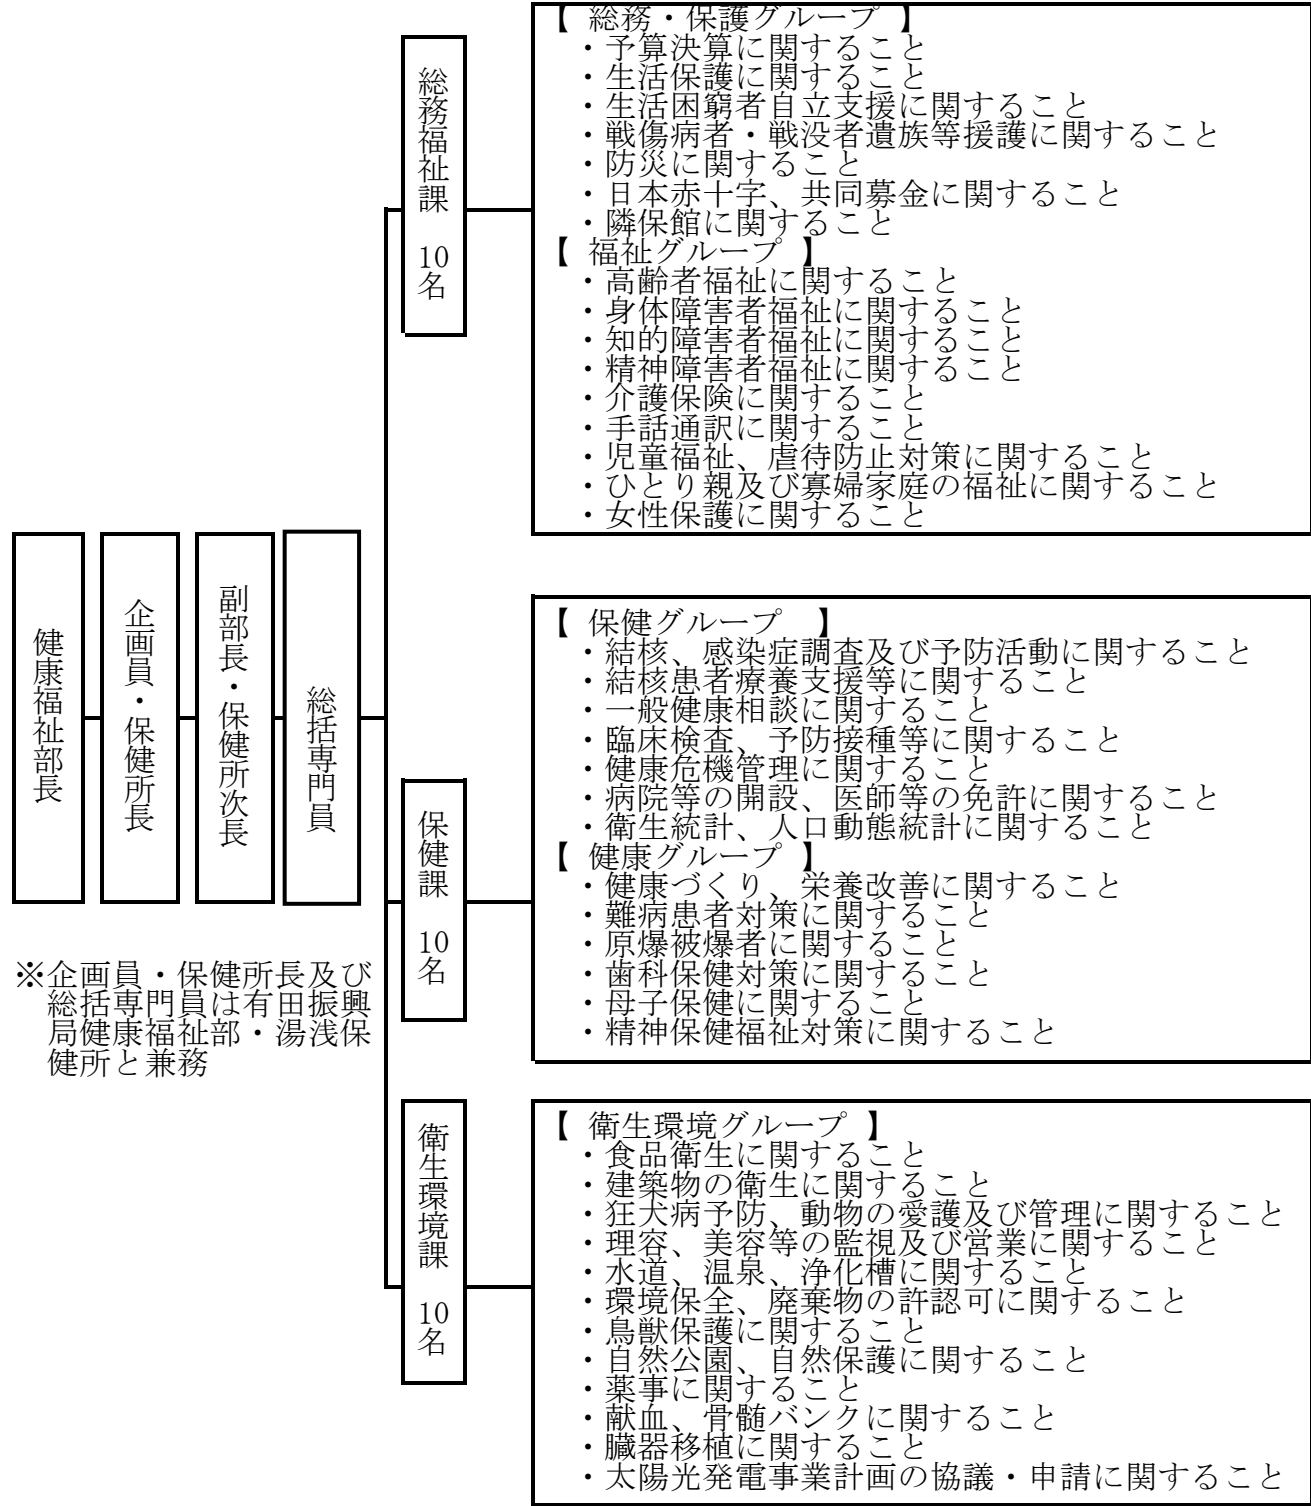 健康福祉部長
企画員・保健所長
副部長・保健所次長
総括専門員
※企画員・保健所長及び
総括専門員は有田振興
局健康福祉部・湯浅保
健所と兼務
総務福祉課 10名
【 総務・保護グループ 】
・予算決算に関すること
・生活保護に関すること
・生活困窮者自立支援に関すること
・戦傷病者・戦没者遺族等援護に関すること
・防災に関すること
・日本赤十字、共同募金に関すること
・隣保館に関すること
【 福祉グループ 】
・高齢者福祉に関すること
・身体障害者福祉に関すること
・知的障害者福祉に関すること
・精神障害者福祉に関すること
・介護保険に関すること
・手話通訳に関すること
・児童福祉、虐待防止対策に関すること
・ひとり親及び寡婦家庭の福祉に関すること
・女性保護に関すること
保健課 10名
【 保健グループ 】
・結核、感染症調査及び予防活動に関すること
・結核患者療養支援等に関すること
・一般健康相談に関すること
・臨床検査、予防接種等に関すること
・健康危機管理に関すること
・病院等の開設、医師等の免許に関すること
・衛生統計、人口動態統計に関すること
【 健康グループ 】
・健康づくり、栄養改善に関すること
・難病患者対策に関すること
・原爆被爆者に関すること
・歯科保健対策に関すること
・母子保健に関すること
・精神保健福祉対策に関すること
衛生環境課 10名
【 衛生環境グループ 】
・食品衛生に関すること
・建築物の衛生に関すること
・狂犬病予防、動物の愛護及び管理に関すること
・理容、美容等の監視及び営業に関すること
・水道、温泉、浄化槽に関すること
・環境保全、廃棄物の許認可に関すること
・鳥獣保護に関すること
・自然公園、自然保護に関すること
・薬事に関すること
・献血、骨髄バンクに関すること
・臓器移植に関すること
・太陽光発電事業計画の協議・申請に関すること